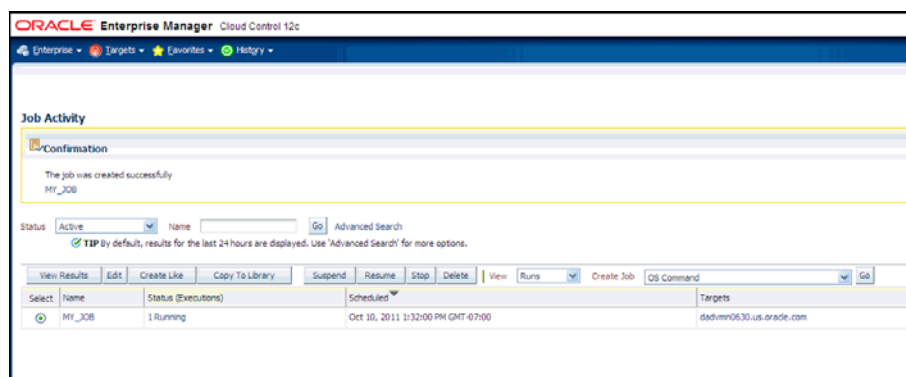 ORACLE Enterprise Manager Cloud Control 12c
Enterprise Targets Favorites History
Job Activity
Confirmation
The job was created successfully
MY_JOB
Status Active Name Go Advanced Search
TIP By default, results for the last 24 hours are displayed. Use 'Advanced Search' for more options.
View Results Edit Create Like Copy To Library Suspend Resume Stop Delete View Runs Create Job OS Command Go
Select Name Status (Executions) Scheduled Targets
MY_JOB 1 Running Oct 10, 2011 1:32:00 PM GMT-07:00 dadvmn0630.us.oracle.com